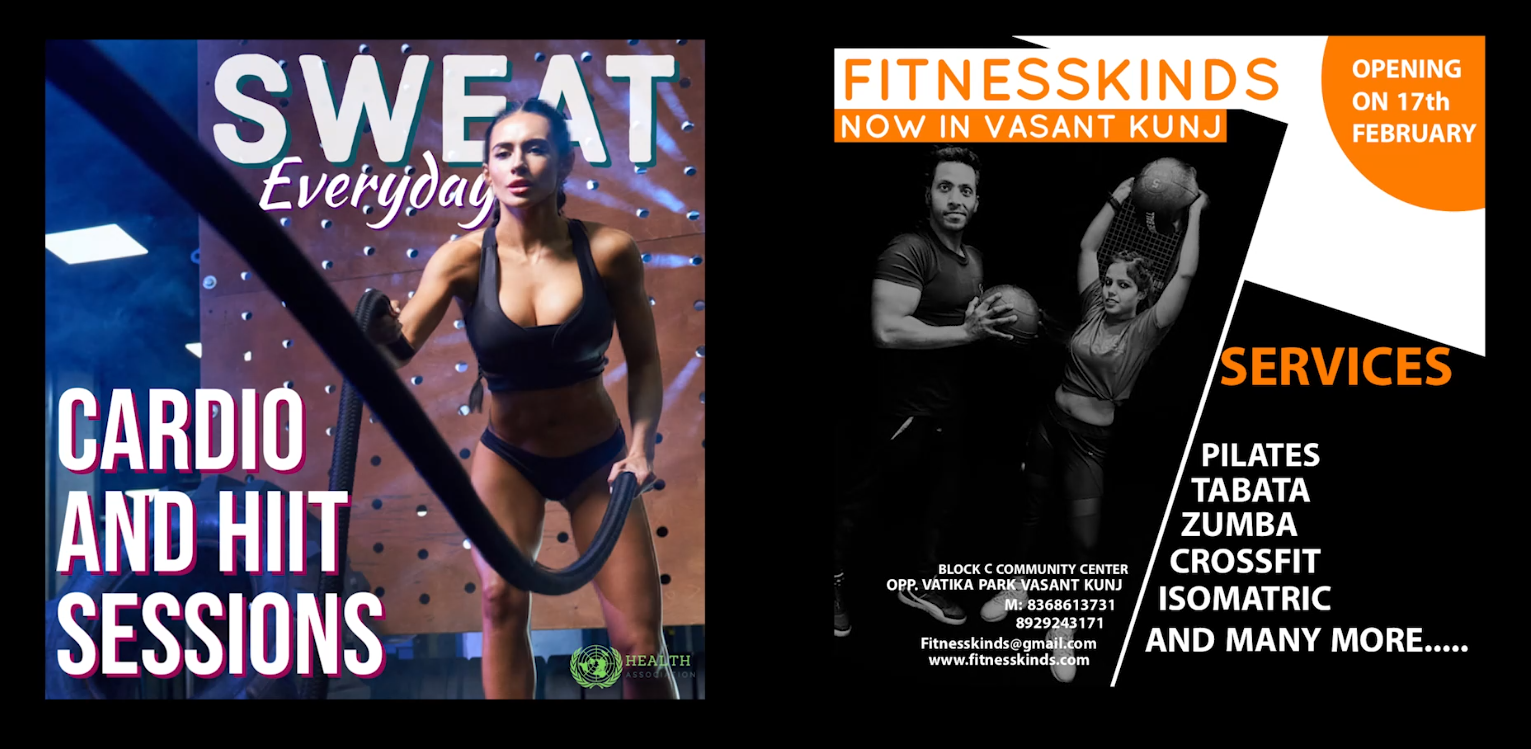 SWEAT
Everyday
CARDIO
AND HIIT
SESSIONS
HEALTH
ASSOCIATION
FITNESSKINDS
NOW IN VASANT KUNJ
OPENING
ON 17th
FEBRUARY
SERVICES
PILATES
TABATA
ZUMBA
CROSSFIT
ISOMATRIC
AND MANY MORE.....
BLOCK C COMMUNITY CENTER
OPP. VATIKA PARK VASANT KUNJ
M: 8368613731
8929243171
Fitnesskinds@gmail.com
www.fitnesskinds.com